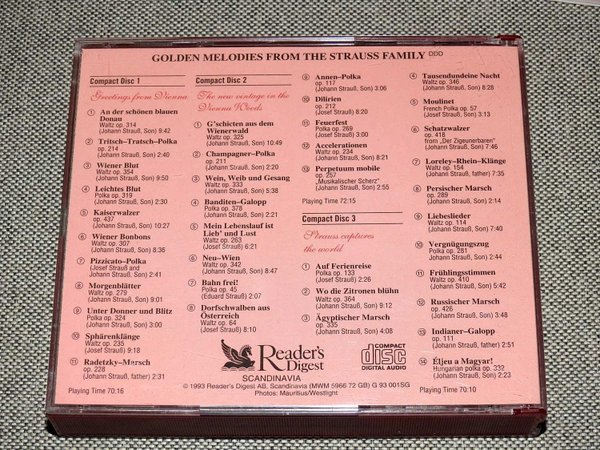 GOLDEN MELODIES FROM THE STRAUSS FAMILY DDD
Compact Disc 1
Greetings from Vienna
1 An der schönen blauen
Donau
Waltz op. 314
(Johann Strauß, Son) 9:42
2 Tritsch–Tratsch–Polka
op. 214
(Johann Strauß, Son) 2:40
3 Wiener Blut
Waltz op. 354
(Johann Strauß, Son) 9:50
4 Leichtes Blut
Polka op. 319
(Johann Strauß, Son) 2:30
5 Kaiserwalzer
op. 437
(Johann Strauß, Son) 10:27
6 Wiener Bonbons
Waltz op. 307
(Johann Strauß, Son) 8:36
7 Pizzicato–Polka
(Josef Strauß and
Johann Strauß, Son) 2:41
8 Morgenblätter
Waltz op. 279
(Johann Strauß, Son) 9:01
9 Unter Donner und Blitz
Polka op. 324
(Johann Strauß, Son) 3:00
10 Sphärenklänge
Waltz op. 235
(Josef Strauß) 9:18
11 Radetzky–Marsch
op. 228
(Johann Strauß, father) 2:31
Playing Time 70:16
Compact Disc 2
The new vintage in the
Vienna Woods
1 G'schichten aus dem
Wienerwald
Waltz op. 325
(Johann Strauß, Son) 9:04
2 Champagner–Polka
op. 211
(Johann Strauß, Son) 2:20
3 Wein, Weib und Gesang
Waltz op. 333
(Johann Strauß, Son) 5:38
4 Banditen–Galopp
Polka op. 378
(Johann Strauß, Son) 2:21
5 Mein Lebenslauf ist
Lieb' und Lust
Waltz op. 263
(Josef Strauß) 6:21
6 Neu–Wien
Waltz op. 342
(Johann Strauß, Son) 8:47
7 Bahn frei!
Polka op. 45
(Eduard Strauß) 2:07
8 Dorfschwalben aus
Österreich
Waltz op. 64
(Josef Strauß) 8:10
9 Annen–Polka
op. 117
(Johann Strauß, Son) 3:06
10 Dilirien
op. 212
(Josef Strauß) 8:20
11 Feuerfest
Polka op. 269
(Josef Strauß) 3:00
12 Accelerationen
Waltz op. 234
(Johann Strauß, Son) 8:21
13 Perpetuum mobile
op. 257
„Musikalischer Scherz"
(Johann Strauß, Son) 2:55
Playing Time 72:15
Compact Disc 3
Strauss captures
the world
1 Auf Ferienreise
Polka op. 133
(Josef Strauß) 2:26
2 Wo die Zitronen blühn
Waltz op. 364
(Johann Strauß, Son) 9:11
3 Ägyptischer Marsch
op. 335
(Johann Strauß, Son) 4:08
4 Tausendundeine Nacht
Waltz op. 346
(Johann Strauß, Son) 8:28
5 Moulinet
French Polka op. 57
(Josef Strauß) 3:11
6 Schatzwalzer
op. 418
from „Der Zigeunerbaron"
(Johann Strauß, Son) 7:35
7 Loreley–Rhein–Klänge
Waltz op. 154
(Johann Strauß, father) 7:13
8 Persischer Marsch
op. 289
(Johann Strauß, Son) 2:14
9 Liebeslieder
Waltz op. 114
(Johann Strauß, Son) 7:40
10 Vergnügungszug
Polka op. 281
(Johann Strauß, Son) 2:44
11 Frühlingsstimmen
Waltz op. 410
(Johann Strauß, Son) 6:31
12 Russischer Marsch
op. 426
(Johann Strauß, Son) 3:38
13 Indianer–Galopp
op. 111
(Johann Strauß, father) 2:51
14 Éljeu a Magyar!
Hungarian polka op. 332
(Johann Strauß, Son) 2:23
Playing Time 70:10
Reader's
Digest
SCANDINAVIA
COMPACT
disc
DIGITAL AUDIO
© 1993 Reader's Digest AB, Scandinavia (MWM 5966 72 GB) G 93 001SG
Photos: Mauritius/Westlight